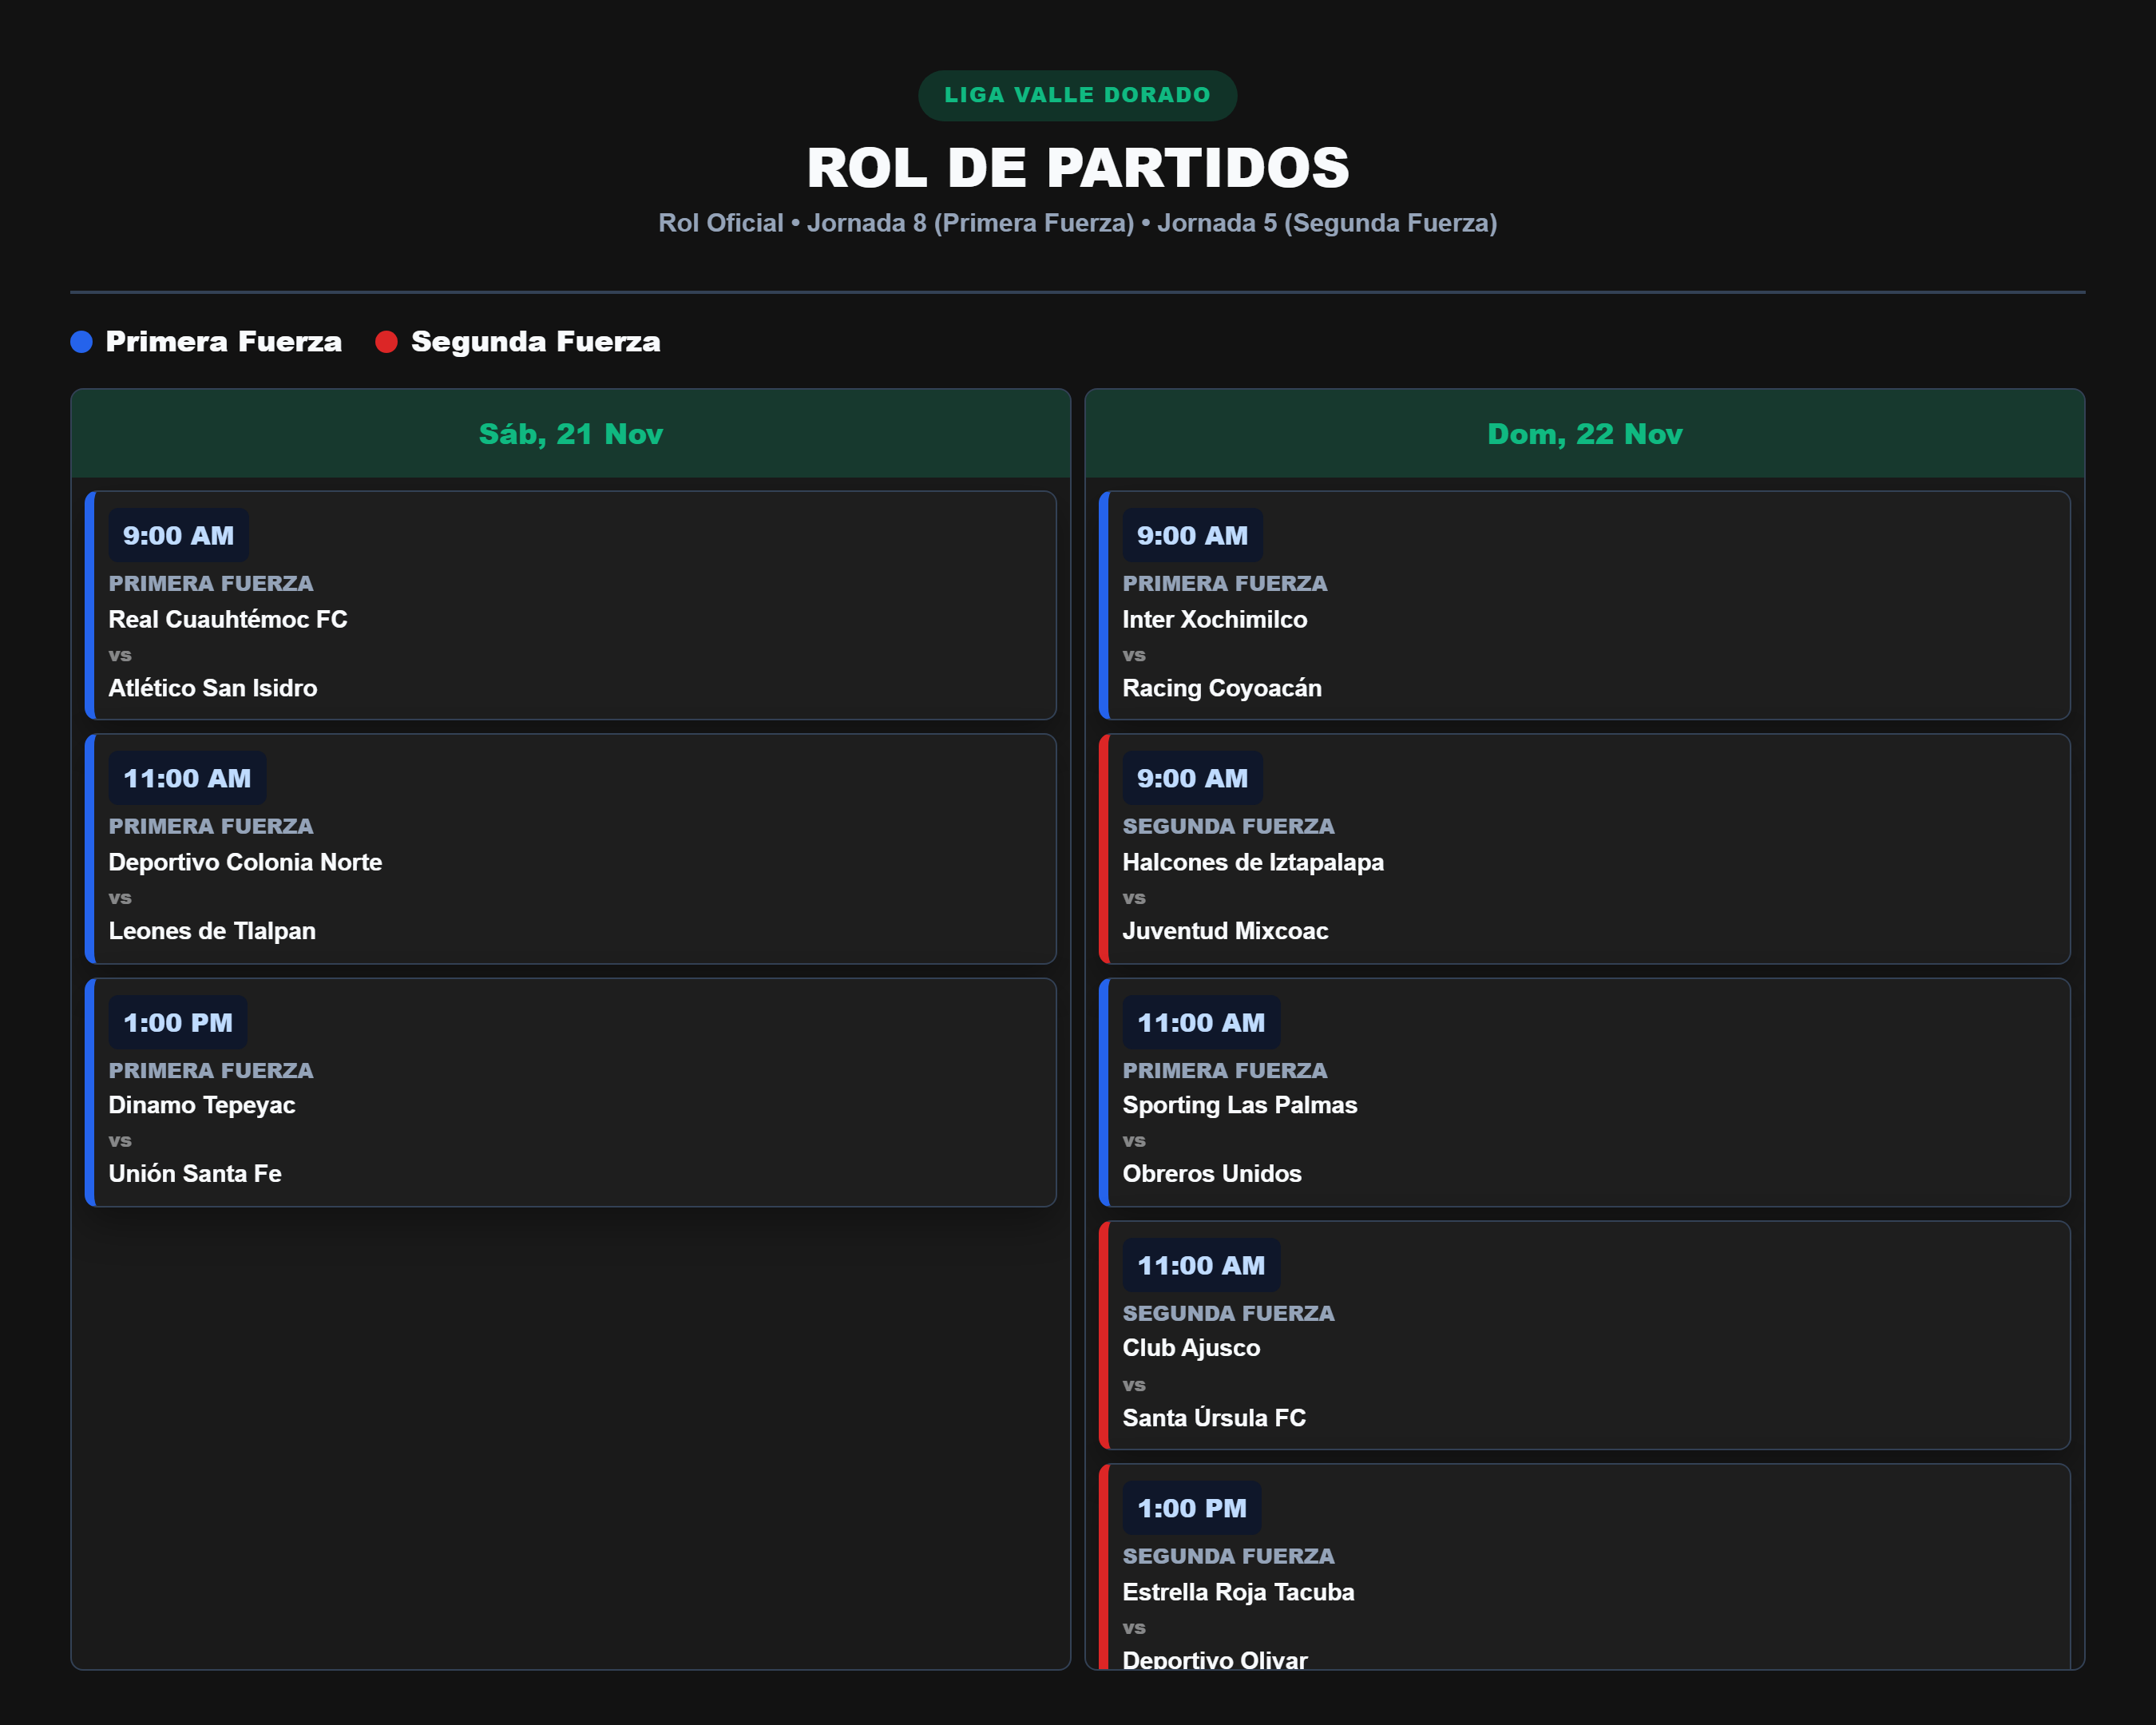 LIGA VALLE DORADO
ROL DE PARTIDOS
Rol Oficial • Jornada 8 (Primera Fuerza) • Jornada 5 (Segunda Fuerza)
Primera Fuerza
Segunda Fuerza
Sáb, 21 Nov
9:00 AM
PRIMERA FUERZA
Real Cuauhtémoc FC
vs
Atlético San Isidro
11:00 AM
PRIMERA FUERZA
Deportivo Colonia Norte
vs
Leones de Tlalpan
1:00 PM
PRIMERA FUERZA
Dinamo Tepeyac
vs
Unión Santa Fe
Dom, 22 Nov
9:00 AM
PRIMERA FUERZA
Inter Xochimilco
vs
Racing Coyoacán
9:00 AM
SEGUNDA FUERZA
Halcones de Iztapalapa
vs
Juventud Mixcoac
11:00 AM
PRIMERA FUERZA
Sporting Las Palmas
vs
Obreros Unidos
11:00 AM
SEGUNDA FUERZA
Club Ajusco
vs
Santa Úrsula FC
1:00 PM
SEGUNDA FUERZA
Estrella Roja Tacuba
vs
Deportivo Olivar